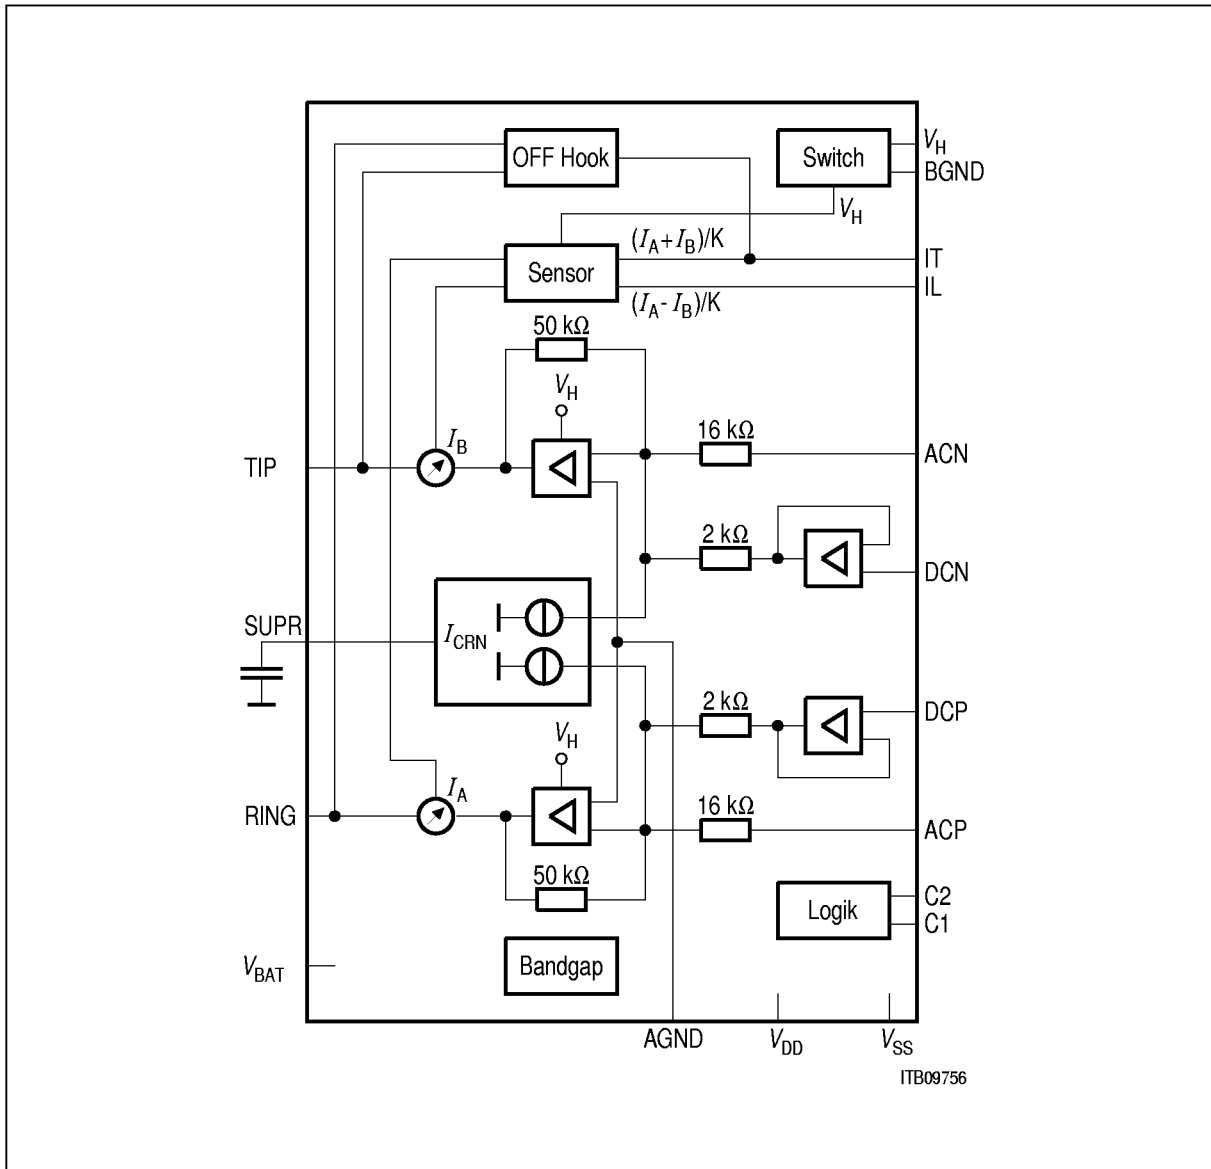 OFF Hook
Switch
V_H
BGND
V_H
(I_A+I_B)/K
IT
Sensor
IL
(I_A-I_B)/K
50 kΩ
V_H
I_B
16 kΩ
TIP
ACN
2 kΩ
DCN
SUPR
I_CRN
2 kΩ
DCP
V_H
I_A
RING
16 kΩ
ACP
50 kΩ
Logik
C2
C1
V_BAT
Bandgap
AGND
V_DD
V_SS
ITB09756